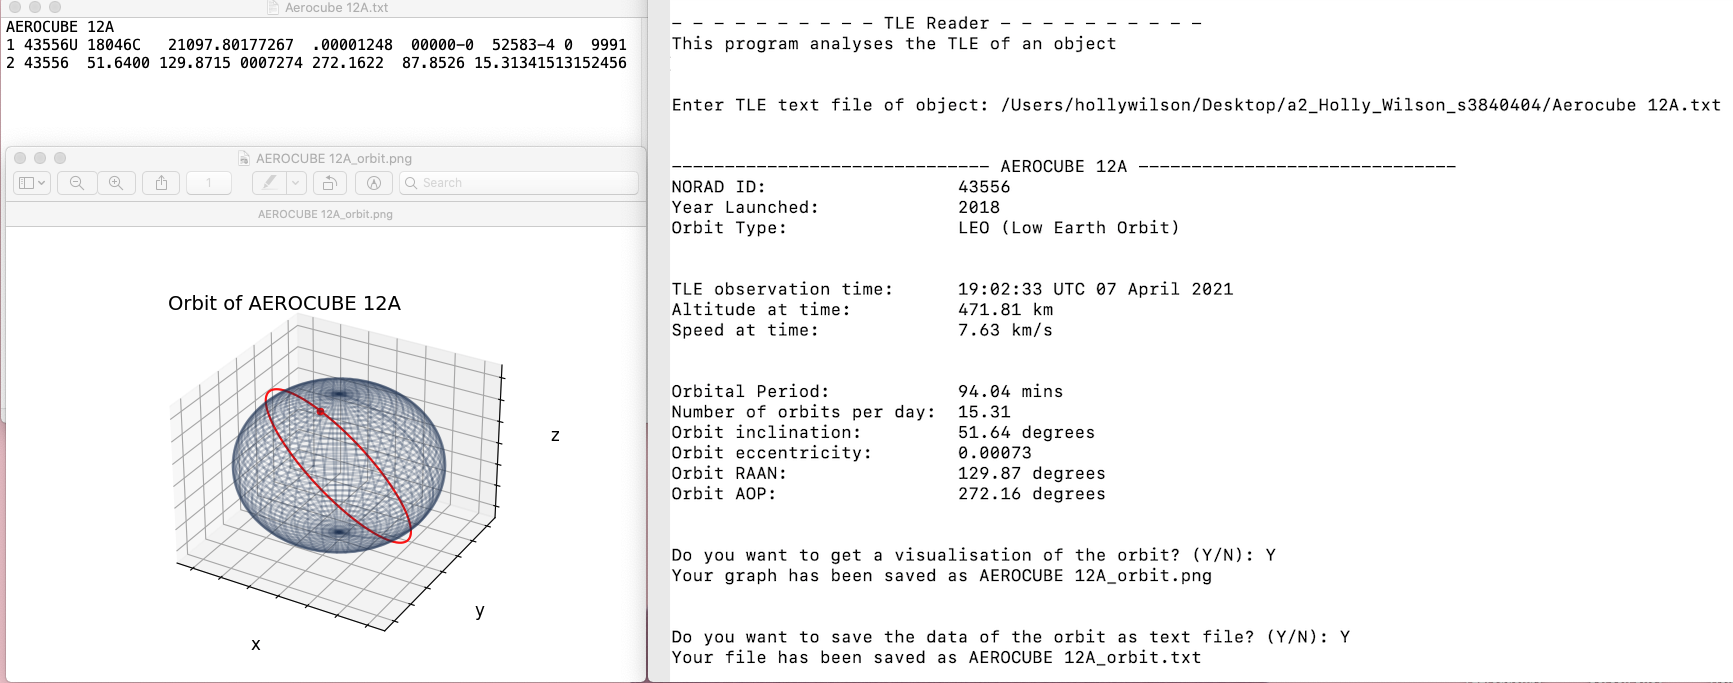 Aerocube 12A.txt
AEROCUBE 12A
1 43556U 18046C   21097.80177267  .00001248  00000-0  52583-4 0  9991
2 43556  51.6400 129.8715 0007274 272.1622  87.8526 15.31341513152456
AEROCUBE 12A_orbit.png
1
Search
AEROCUBE 12A_orbit.png
Orbit of AEROCUBE 12A
z
y
x
- - - - - - - - - - TLE Reader - - - - - - - - - -
This program analyses the TLE of an object
Enter TLE text file of object: /Users/hollywilson/Desktop/a2_Holly_Wilson_s3840404/Aerocube 12A.txt
------------------------------ AEROCUBE 12A ------------------------------
NORAD ID: 43556
Year Launched: 2018
Orbit Type: LEO (Low Earth Orbit)
TLE observation time: 19:02:33 UTC 07 April 2021
Altitude at time: 471.81 km
Speed at time: 7.63 km/s
Orbital Period: 94.04 mins
Number of orbits per day: 15.31
Orbit inclination: 51.64 degrees
Orbit eccentricity: 0.00073
Orbit RAAN: 129.87 degrees
Orbit AOP: 272.16 degrees
Do you want to get a visualisation of the orbit? (Y/N): Y
Your graph has been saved as AEROCUBE 12A_orbit.png
Do you want to save the data of the orbit as text file? (Y/N): Y
Your file has been saved as AEROCUBE 12A_orbit.txt